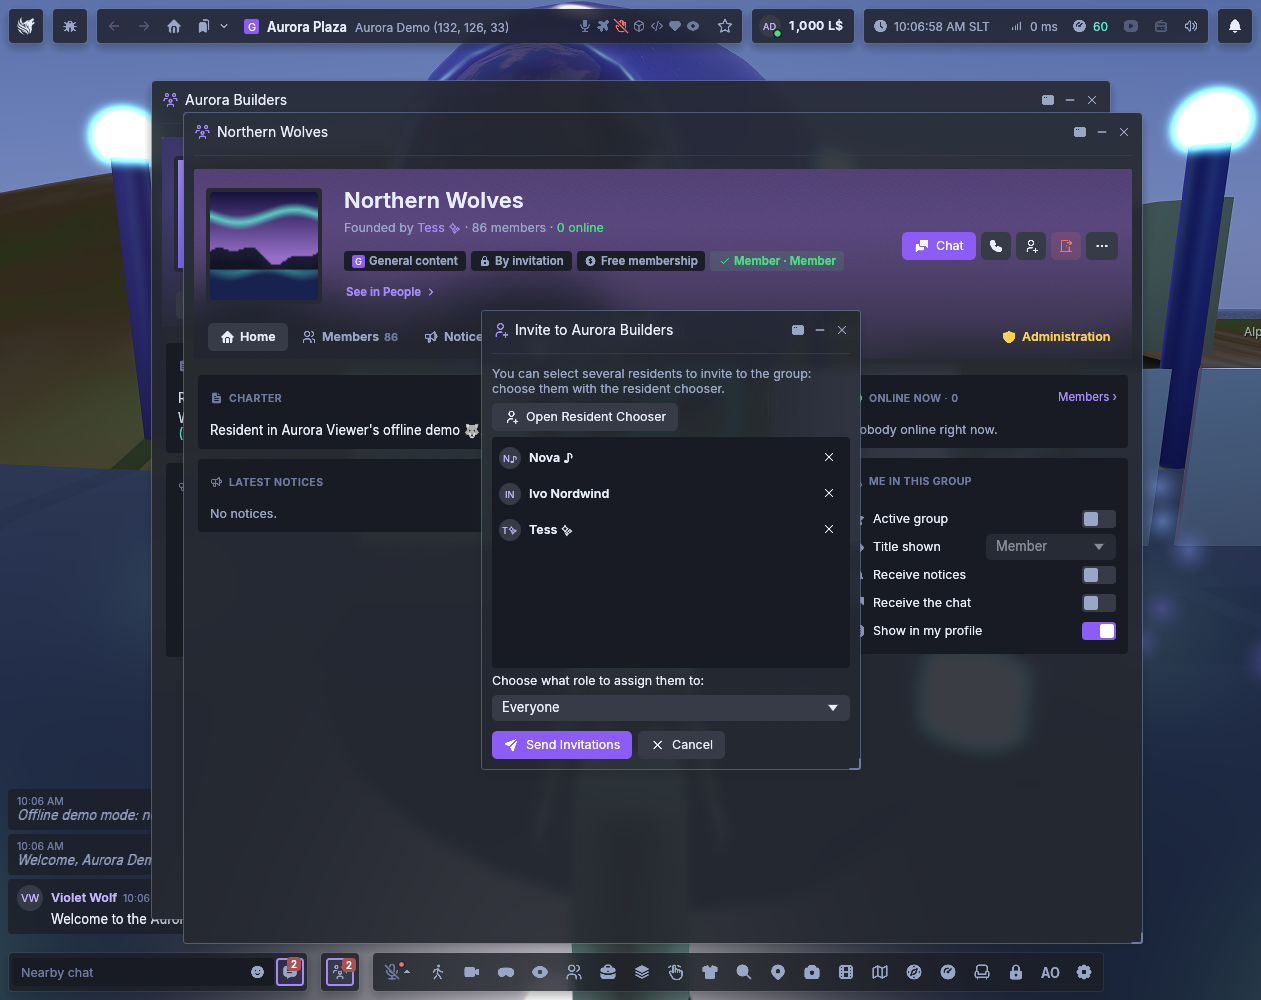 Aurora Plaza Aurora Demo (132, 126, 33)
AD 1,000 L$
10:06:58 AM SLT 0 ms 60
Aurora Builders
Northern Wolves
Northern Wolves
Founded by Tess · 86 members · 0 online
G General content
By invitation
Free membership
Member · Member
See in People
Chat
Home
Members 86
Notice
Administration
Invite to Aurora Builders
You can select several residents to invite to the group:
choose them with the resident chooser.
Open Resident Chooser
N♪ Nova ♪
IN Ivo Nordwind
T Tess
Choose what role to assign them to:
Everyone
Send Invitations
Cancel
CHARTER
Resident in Aurora Viewer's offline demo 🐺
LATEST NOTICES
No notices.
ONLINE NOW · 0
Members ›
obody online right now.
ME IN THIS GROUP
Active group
Title shown Member
Receive notices
Receive the chat
Show in my profile
Alp
10:06 AM
Offline demo mode: n
10:06 AM
Welcome, Aurora Dem
VW Violet Wolf 10:06
Welcome to the Auror
Nearby chat
2
2
AO